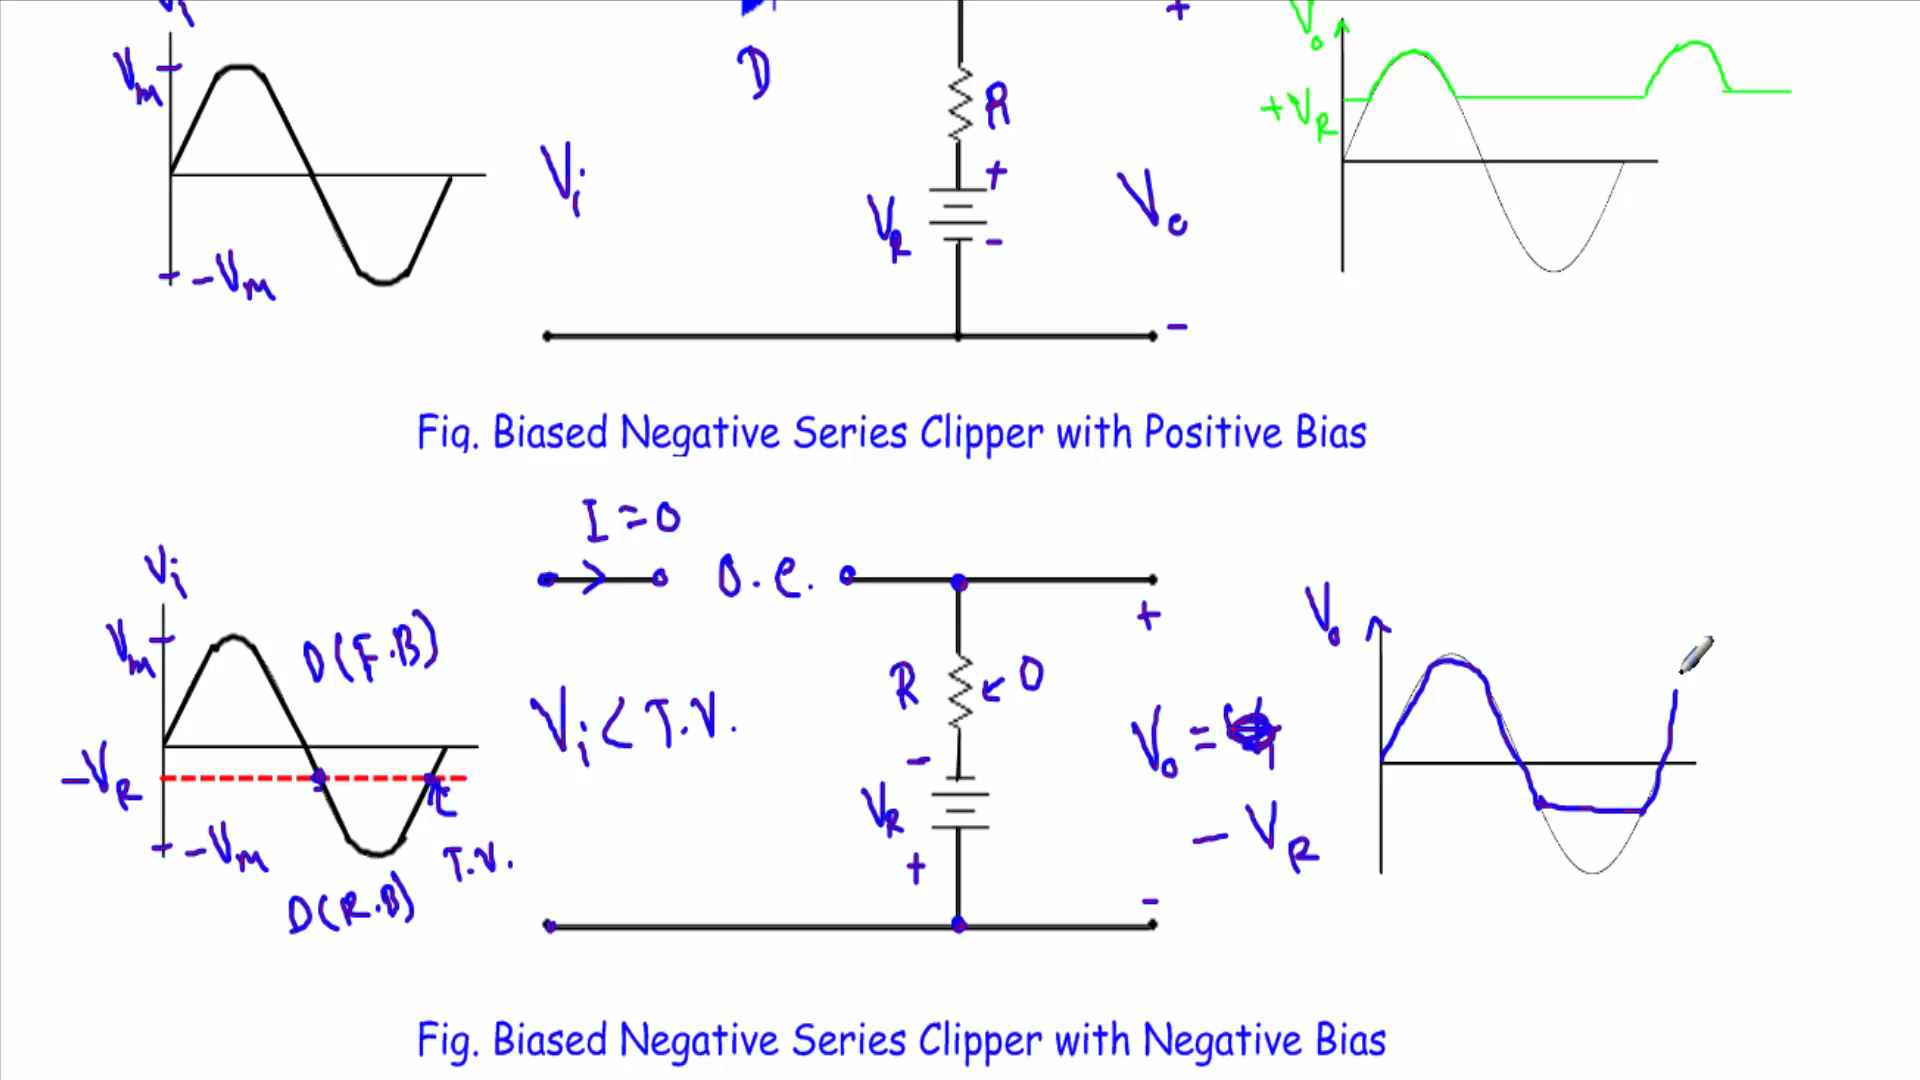 Vi
Vm
-Vm
Vi
D
R
+
VR
-
+
Vo
-
Vo
+VR
Fig. Biased Negative Series Clipper with Positive Bias
I = 0
O.C.
Vi
Vm
D(F.B)
-VR
-Vm
T.V.
D(R.B)
Vi < T.V.
R
0
-
VR
+
+
Vo =
- VR
-
Vo
Fig. Biased Negative Series Clipper with Negative Bias